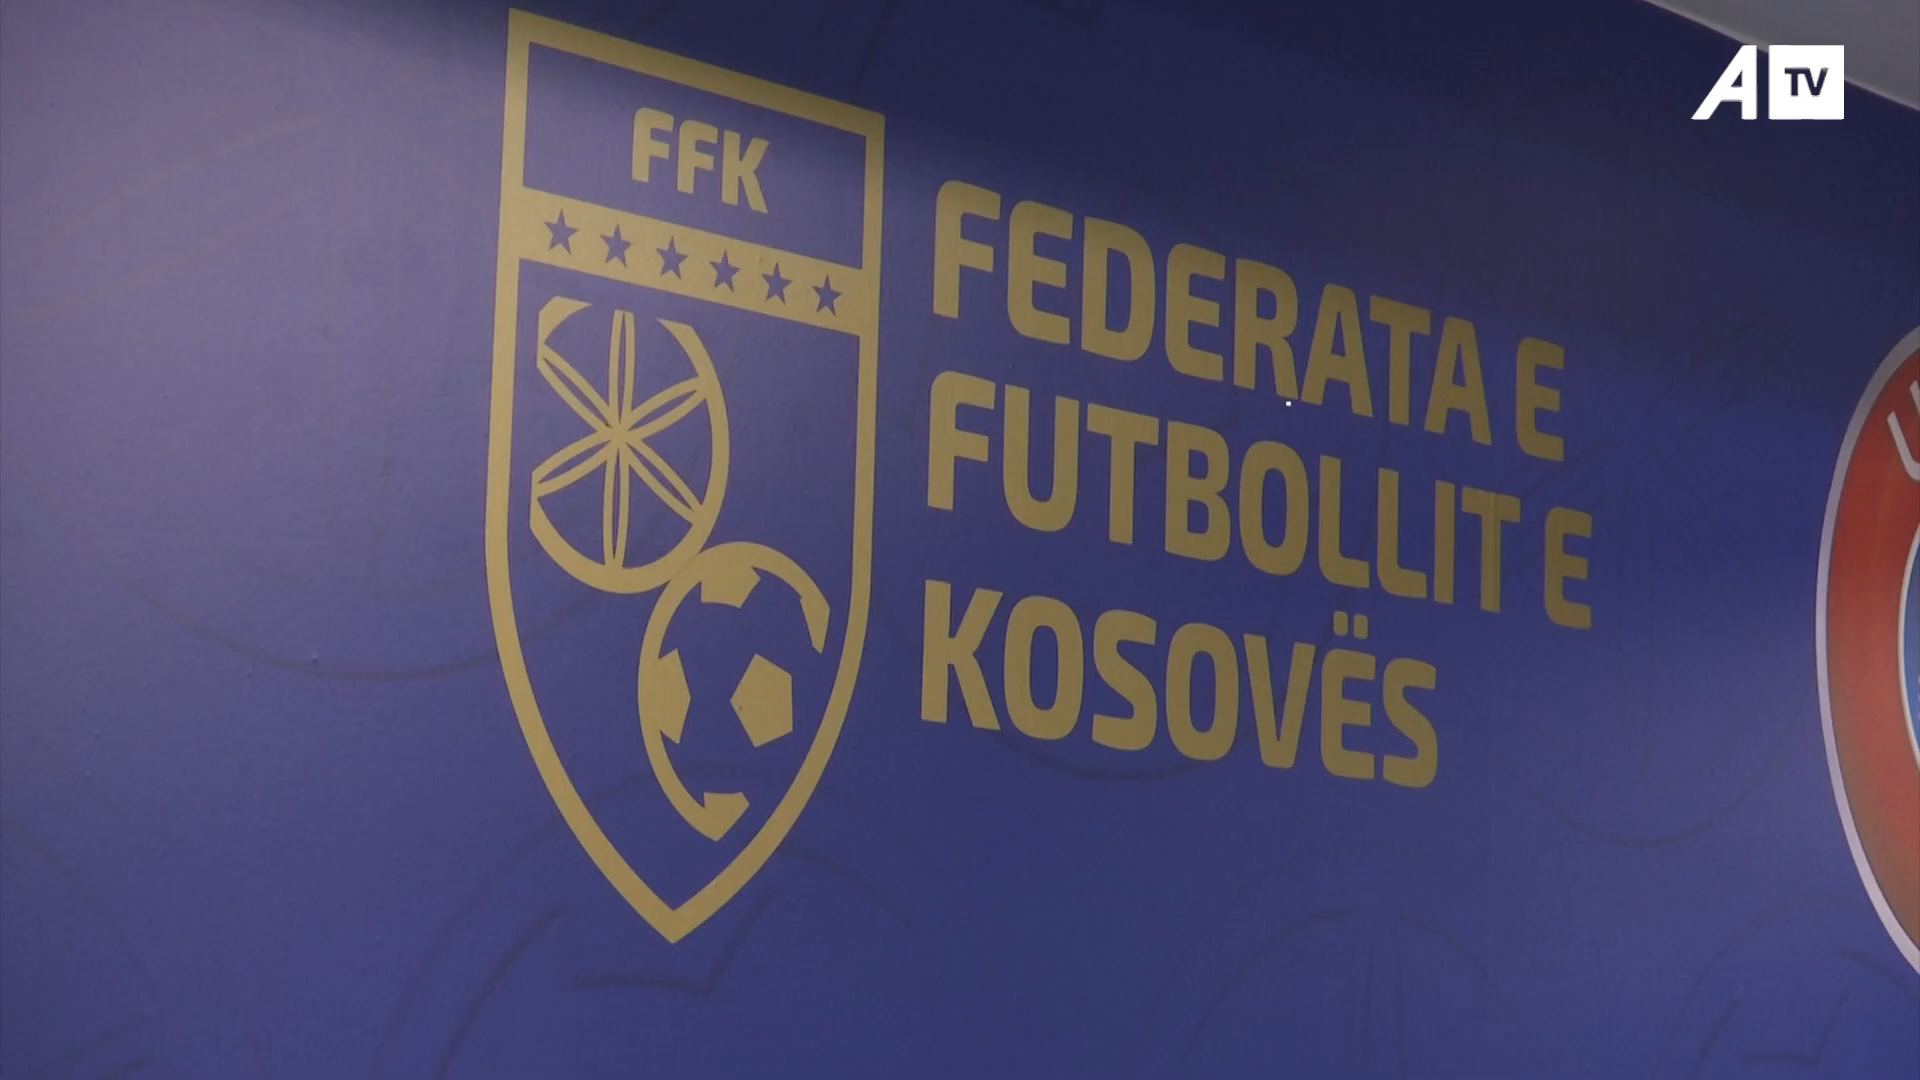 A TV
FFK
FEDERATA E
FUTBOLLIT E
KOSOVËS